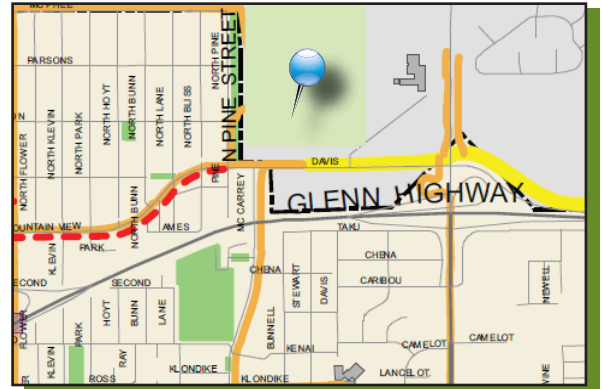 MC PHEE
PARSONS
NORTH FLOWER
NORTH KLEVIN
NORTH PARK
NORTH HOYT
NORTH BUNN
NORTH LANE
NORTH BLISS
NORTH PINE
N PINE STREET
PINE
DAVIS
MC CARREY
GLENN HIGHWAY
OUNTAIN VIEW
NORTH BUNN
AMES
PARK
TAKU
KLEVIN
ECOND
SECOND
CHENA
CHENA
STEWART
DAVIS
CARIBOU
NEWELL
FLOWER
PARK
HOYT
BUNN
LANE
BUNNELL
KENAI
CAMELOT
CAMELOT
KLEVIN
RAY
ROSS
KLONDIKE
KLONDIKE
LANCELOT
VINE